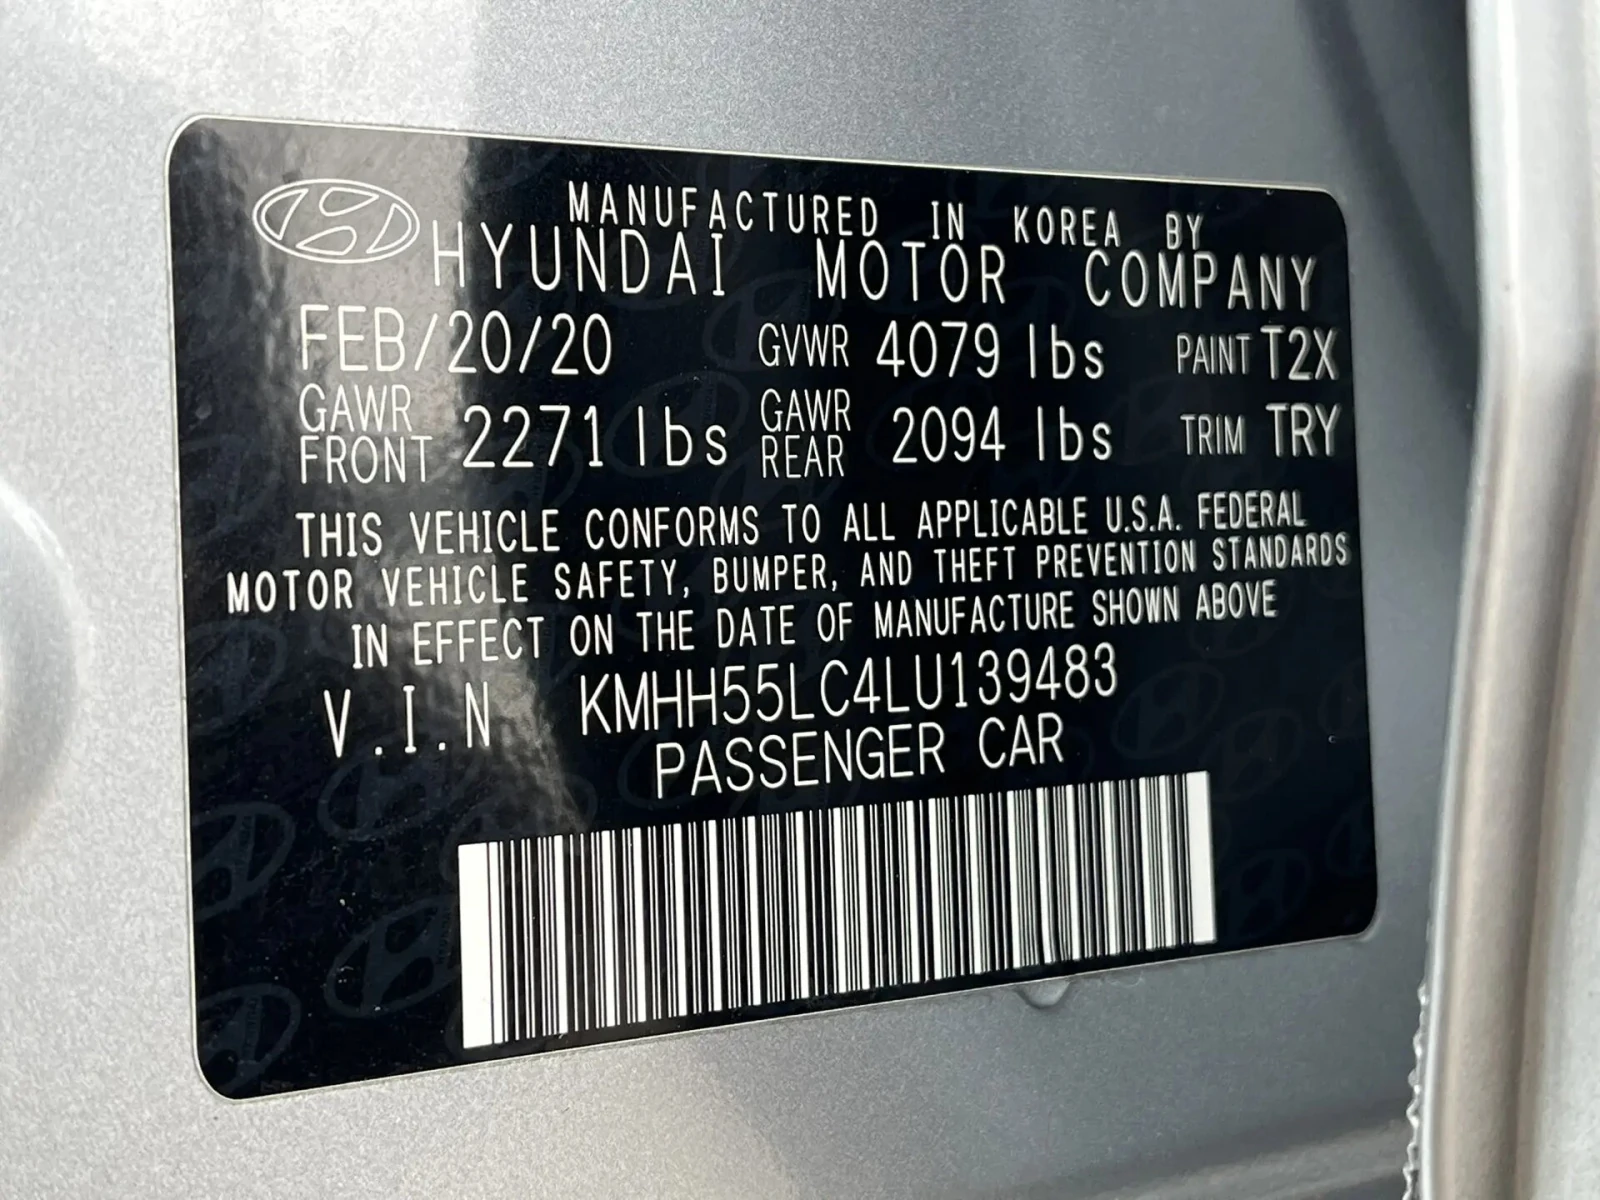 MANUFACTURED IN KOREA BY
HYUNDAI MOTOR COMPANY
FEB/20/20 GVWR 4079 lbs PAINT T2X
GAWR FRONT 2271 lbs GAWR REAR 2094 lbs TRIM TRY
THIS VEHICLE CONFORMS TO ALL APPLICABLE U.S.A. FEDERAL
MOTOR VEHICLE SAFETY, BUMPER, AND THEFT PREVENTION STANDARDS
IN EFFECT ON THE DATE OF MANUFACTURE SHOWN ABOVE
V.I.N KMHH55LC4LU139483
PASSENGER CAR